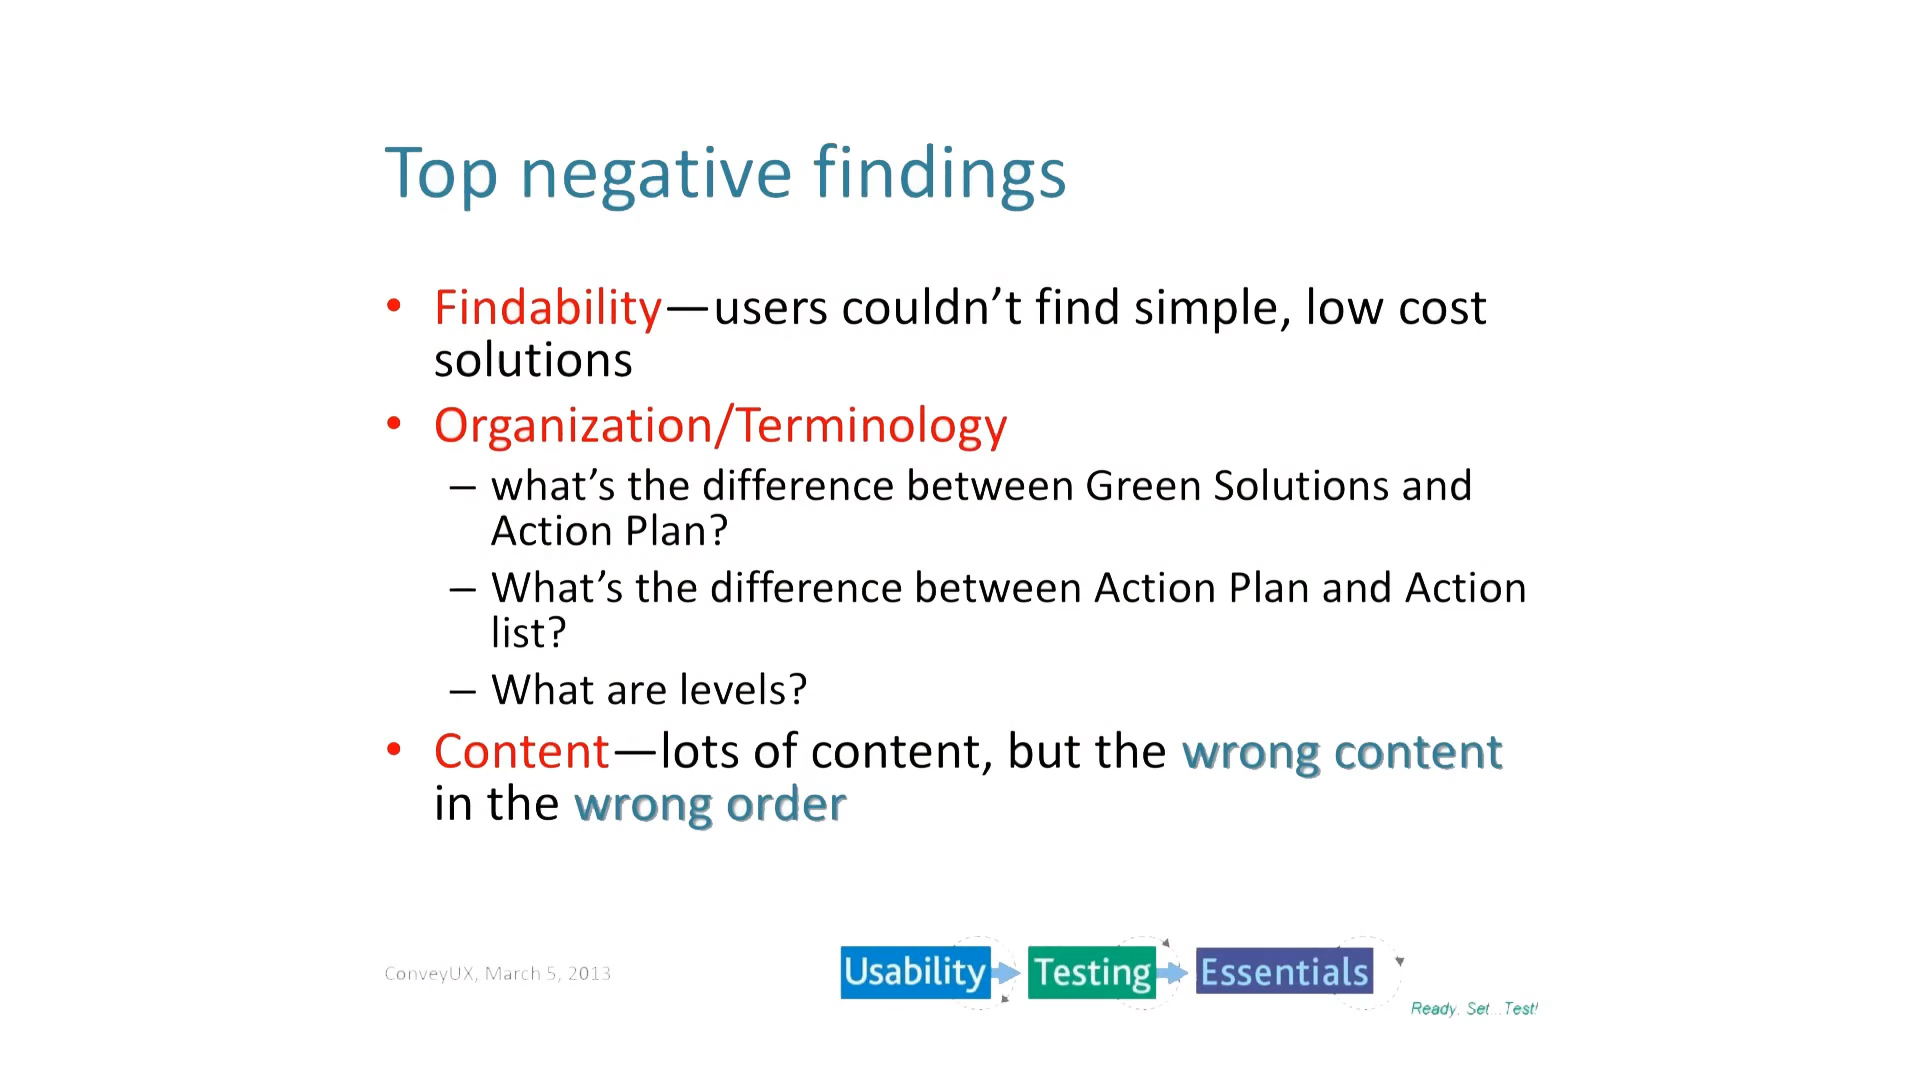 Top negative findings
• Findability—users couldn’t find simple, low cost
solutions
• Organization/Terminology
– what’s the difference between Green Solutions and
Action Plan?
– What’s the difference between Action Plan and Action
list?
– What are levels?
• Content—lots of content, but the wrong content
in the wrong order
ConveyUX, March 5, 2013
Usability Testing Essentials
Ready. Set...Test!